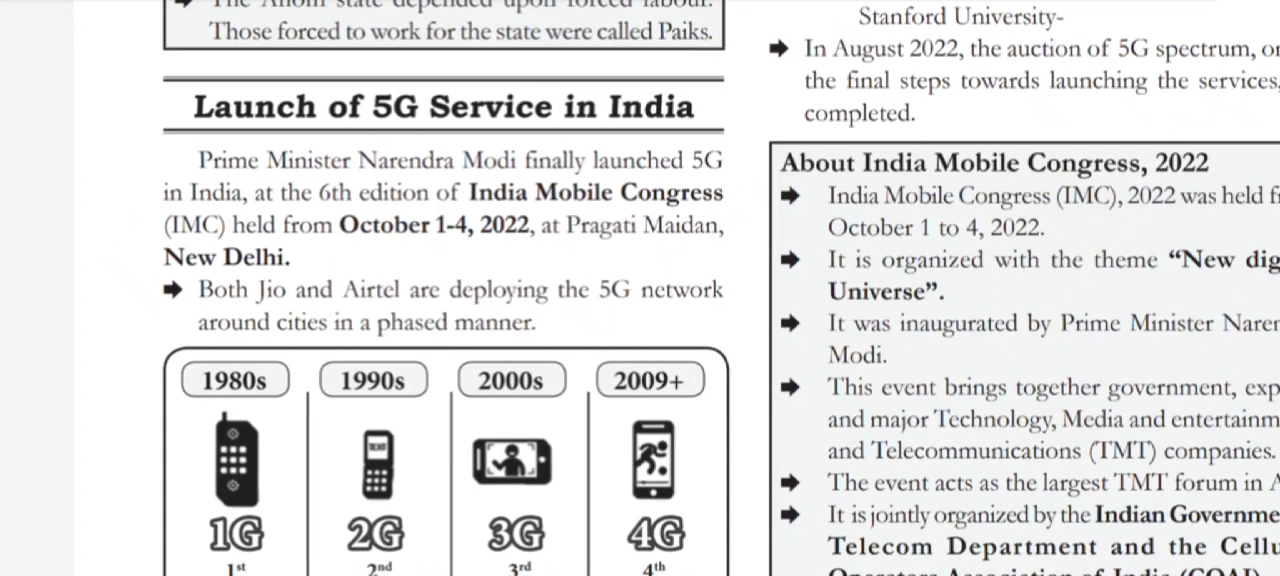 The Ahom state depended upon forced labour.
Those forced to work for the state were called Paiks.
Launch of 5G Service in India
Prime Minister Narendra Modi finally launched 5G
in India, at the 6th edition of India Mobile Congress
(IMC) held from October 1-4, 2022, at Pragati Maidan,
New Delhi.
Both Jio and Airtel are deploying the 5G network
around cities in a phased manner.
1980s 1990s 2000s 2009+
1G 2G 3G 4G
1st 2nd 3rd 4th
Stanford University-
In August 2022, the auction of 5G spectrum,
the final steps towards launching the services,
completed.
About India Mobile Congress, 2022
India Mobile Congress (IMC), 2022 was held
October 1 to 4, 2022.
It is organized with the theme “New dig
Universe”.
It was inaugurated by Prime Minister Naren
Modi.
This event brings together government, exp
and major Technology, Media and entertainm
and Telecommunications (TMT) companies.
The event acts as the largest TMT forum in A
It is jointly organized by the Indian Governme
Telecom Department and the Cellu
Operators Association of India (COAI)